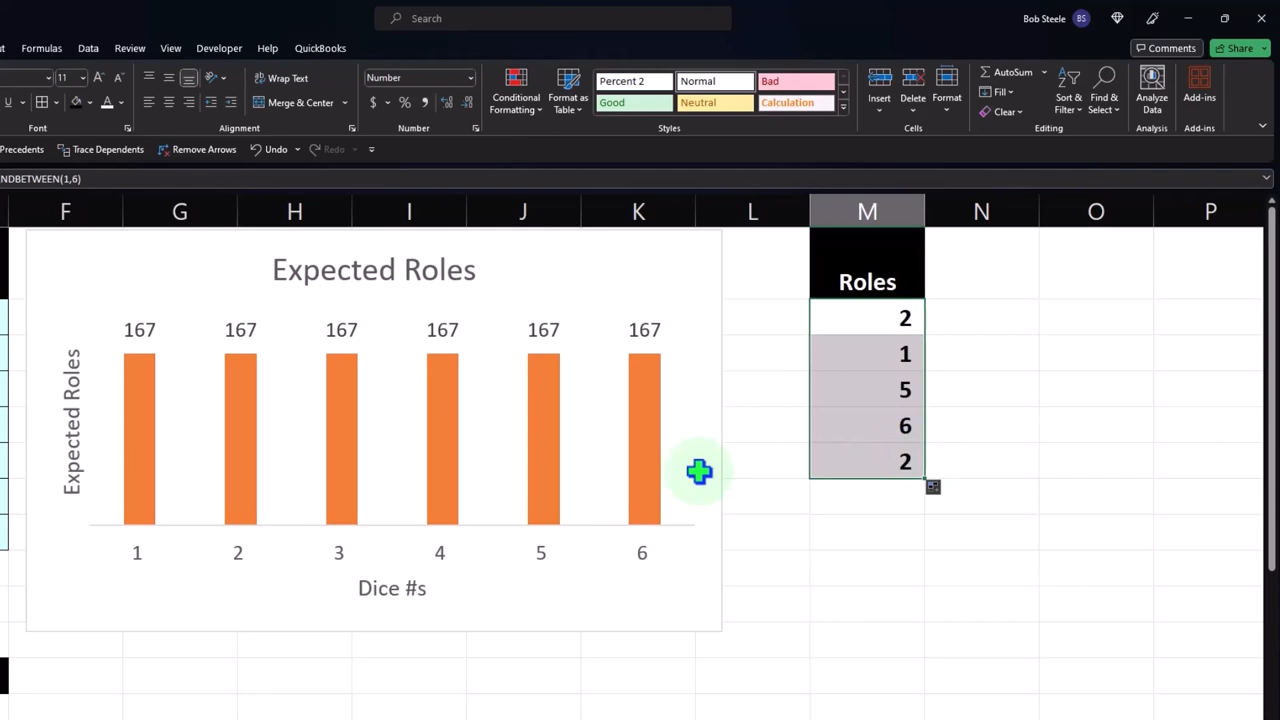 Search
Bob Steele BS
Formulas Data Review View Developer Help QuickBooks
Comments Share
11 A A Wrap Text Number
Percent 2 Normal Bad
AutoSum
U A Merge & Center $ % ,
Conditional Formatting Format as Table
Good Neutral Calculation
Insert Delete Format
Fill
Clear
Sort & Filter Find & Select
Analyze Data
Add-ins
Font Alignment Number Styles Cells Editing Analysis Add-ins
Precedents Trace Dependents Remove Arrows Undo Redo
NDBETWEEN(1,6)
F G H I J K L M N O P
Expected Roles
167 167 167 167 167 167
Expected Roles
1 2 3 4 5 6
Dice #s
Roles
2
1
5
6
2